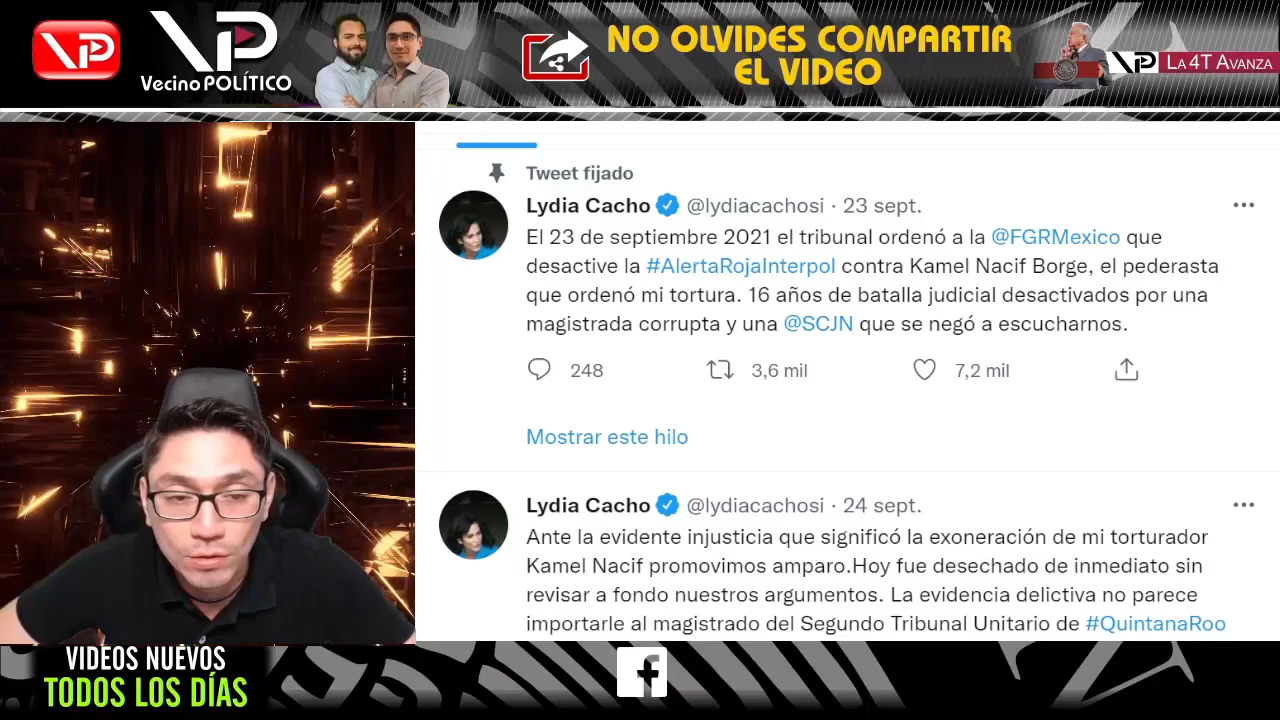 VP
VP
Vecino POLÍTICO
NO OLVIDES COMPARTIR
EL VIDEO
VP LA 4T AVANZA
Tweet fijado
Lydia Cacho @lydiacachosi · 23 sept.
El 23 de septiembre 2021 el tribunal ordenó a la @FGRMexico que
desactive la #AlertaRojaInterpol contra Kamel Nacif Borge, el pederasta
que ordenó mi tortura. 16 años de batalla judicial desactivados por una
magistrada corrupta y una @SCJN que se negó a escucharnos.
248 3,6 mil 7,2 mil
Mostrar este hilo
Lydia Cacho @lydiacachosi · 24 sept.
Ante la evidente injusticia que significó la exoneración de mi torturador
Kamel Nacif promovimos amparo.Hoy fue desechado de inmediato sin
revisar a fondo nuestros argumentos. La evidencia delictiva no parece
importarle al magistrado del Segundo Tribunal Unitario de #QuintanaRoo
VIDEOS NUEVOS
TODOS LOS DÍAS